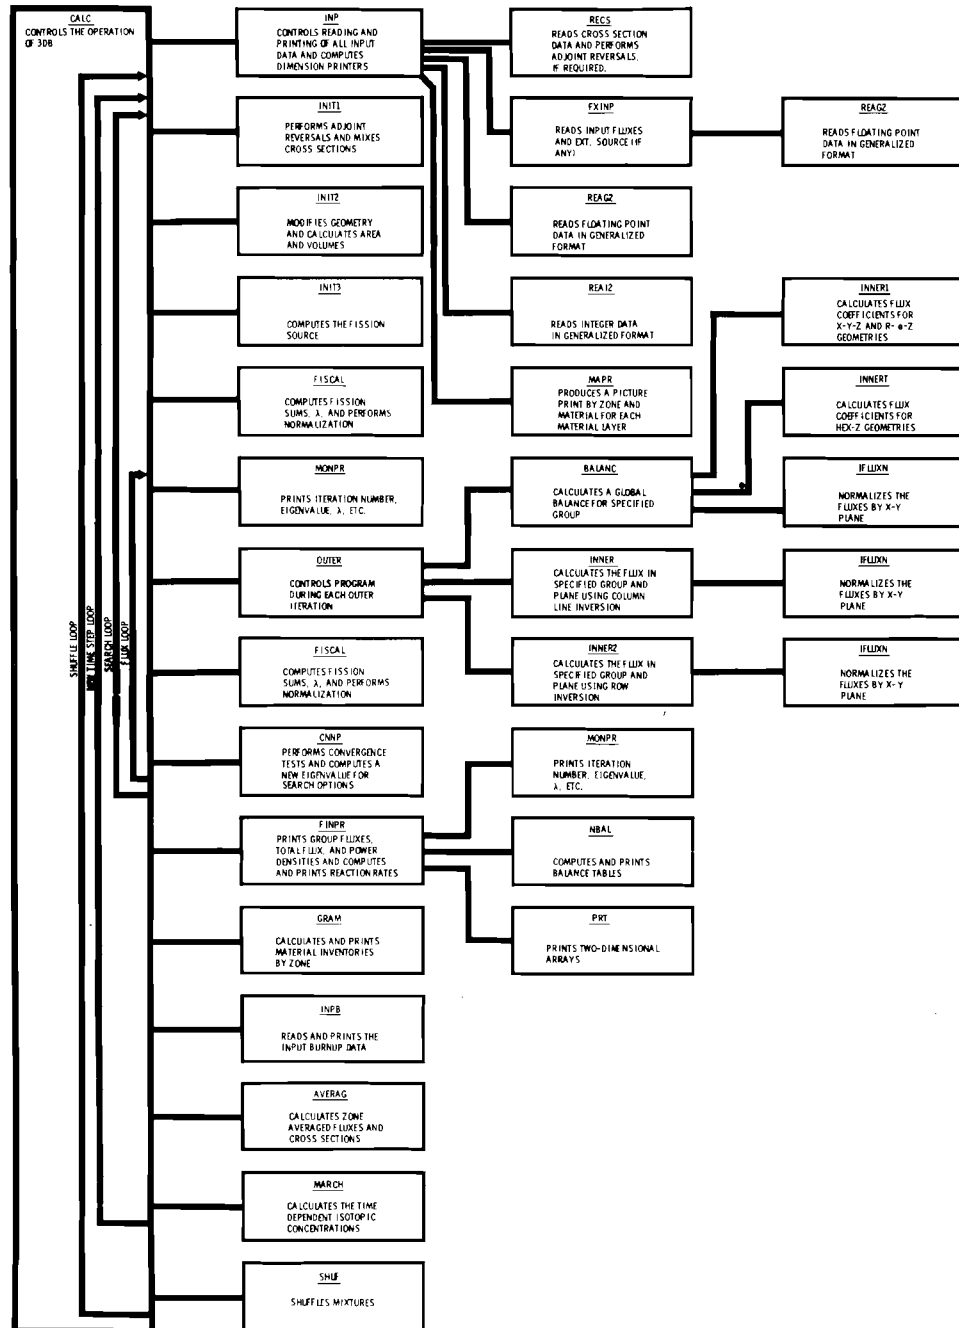 CALC
CONTROLS THE OPERATION
OF 3DB
SHUFFLE LOOP
NEW TIME STEP LOOP
SEARCH LOOP
FLUX LOOP
INP
CONTROLS READING AND
PRINTING OF ALL INPUT
DATA AND COMPUTES
DIMENSION PRINTERS
INIT1
PERFORMS ADJOINT
REVERSALS AND MIXES
CROSS SECTIONS
INIT2
MODIFIES GEOMETRY
AND CALCULATES AREA
AND VOLUMES
INIT3
COMPUTES THE FISSION
SOURCE
FISCAL
COMPUTES FISSION
SUMS, λ, AND PERFORMS
NORMALIZATION
MONPR
PRINTS ITERATION NUMBER,
EIGENVALUE, λ, ETC.
OUTER
CONTROLS PROGRAM
DURING EACH OUTER
ITERATION
FISCAL
COMPUTES FISSION
SUMS, λ, AND PERFORMS
NORMALIZATION
CNNP
PERFORMS CONVERGENCE
TESTS AND COMPUTES A
NEW EIGENVALUE FOR
SEARCH OPTIONS
FINPR
PRINTS GROUP FLUXES,
TOTAL FLUX, AND POWER
DENSITIES AND COMPUTES
AND PRINTS REACTION RATES
GRAM
CALCULATES AND PRINTS
MATERIAL INVENTORIES
BY ZONE
INPB
READS AND PRINTS THE
INPUT BURNUP DATA
AVERAG
CALCULATES ZONE
AVERAGED FLUXES AND
CROSS SECTIONS
MARCH
CALCULATES THE TIME
DEPENDENT ISOTOPIC
CONCENTRATIONS
SHUF
SHUFFLES MIXTURES
RECS
READS CROSS SECTION
DATA AND PERFORMS
ADJOINT REVERSALS,
IF REQUIRED.
FXINP
READS INPUT FLUXES
AND EXT. SOURCE (IF
ANY)
REAG2
READS FLOATING POINT
DATA IN GENERALIZED
FORMAT
REAI2
READS INTEGER DATA
IN GENERALIZED FORMAT
MAPR
PRODUCES A PICTURE
PRINT BY ZONE AND
MATERIAL FOR EACH
MATERIAL LAYER
BALANC
CALCULATES A GLOBAL
BALANCE FOR SPECIFIED
GROUP
INNER
CALCULATES THE FLUX IN
SPECIFIED GROUP AND
PLANE USING COLUMN
LINE INVERSION
INNER2
CALCULATES THE FLUX IN
SPECIFIED GROUP AND
PLANE USING ROW
INVERSION
MONPR
PRINTS ITERATION
NUMBER, EIGENVALUE,
λ, ETC.
NBAL
COMPUTES AND PRINTS
BALANCE TABLES
PRT
PRINTS TWO-DIMENSIONAL
ARRAYS
REAG2
READS FLOATING POINT
DATA IN GENERALIZED
FORMAT
INNER1
CALCULATES FLUX
COEFFICIENTS FOR
X-Y-Z AND R-θ-Z
GEOMETRIES
INNERT
CALCULATES FLUX
COEFFICIENTS FOR
HEX-Z GEOMETRIES
IFLUXN
NORMALIZES THE
FLUXES BY X-Y
PLANE
IFLUXN
NORMALIZES THE
FLUXES BY X-Y
PLANE
IFLUXN
NORMALIZES THE
FLUXES BY X-Y
PLANE